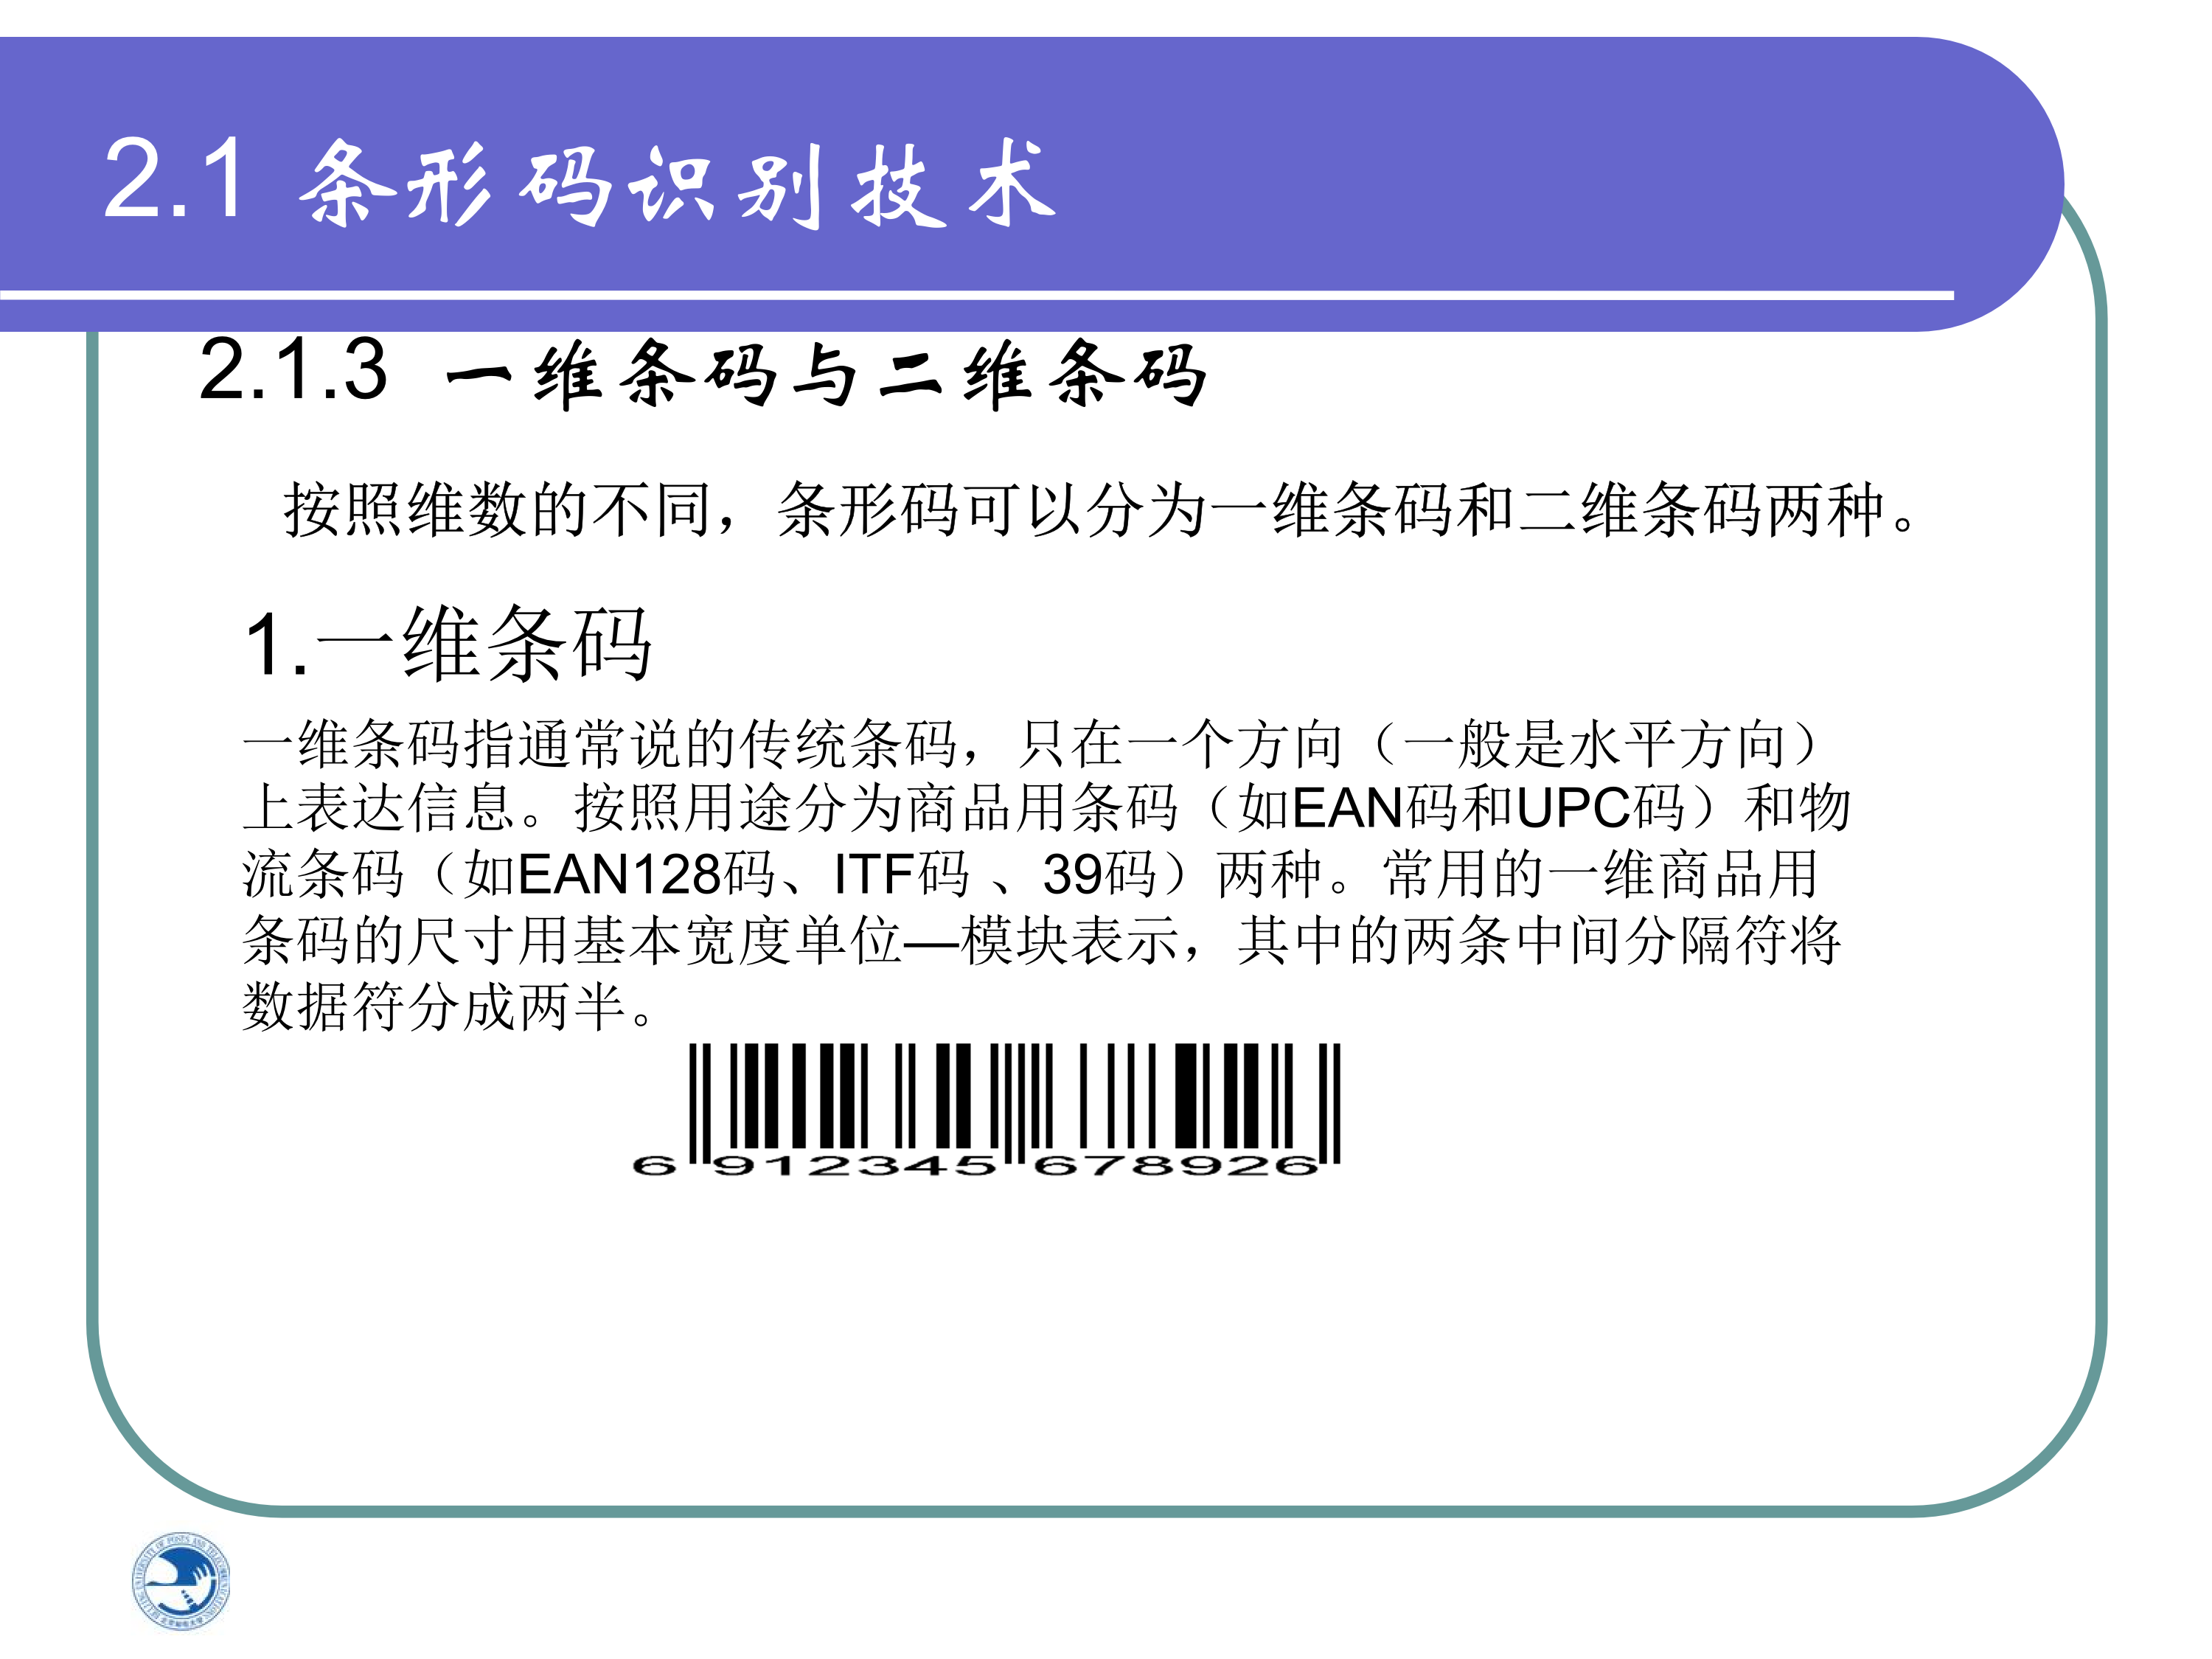 2.1 条形码识别技术
2.1.3 一维条码与二维条码
按照维数的不同，条形码可以分为一维条码和二维条码两种。
1.一维条码
一维条码指通常说的传统条码，只在一个方向（一般是水平方向）
上表达信息。按照用途分为商品用条码（如EAN码和UPC码）和物
流条码（如EAN128码、ITF码 、39码）两种。常用的一维商品用
条码的尺寸用基本宽度单位—模块表示，其中的两条中间分隔符将
数据符分成两半。
6 912345 678926
UNIVERSITY OF POSTS AND TELECOMMUNICATIONS